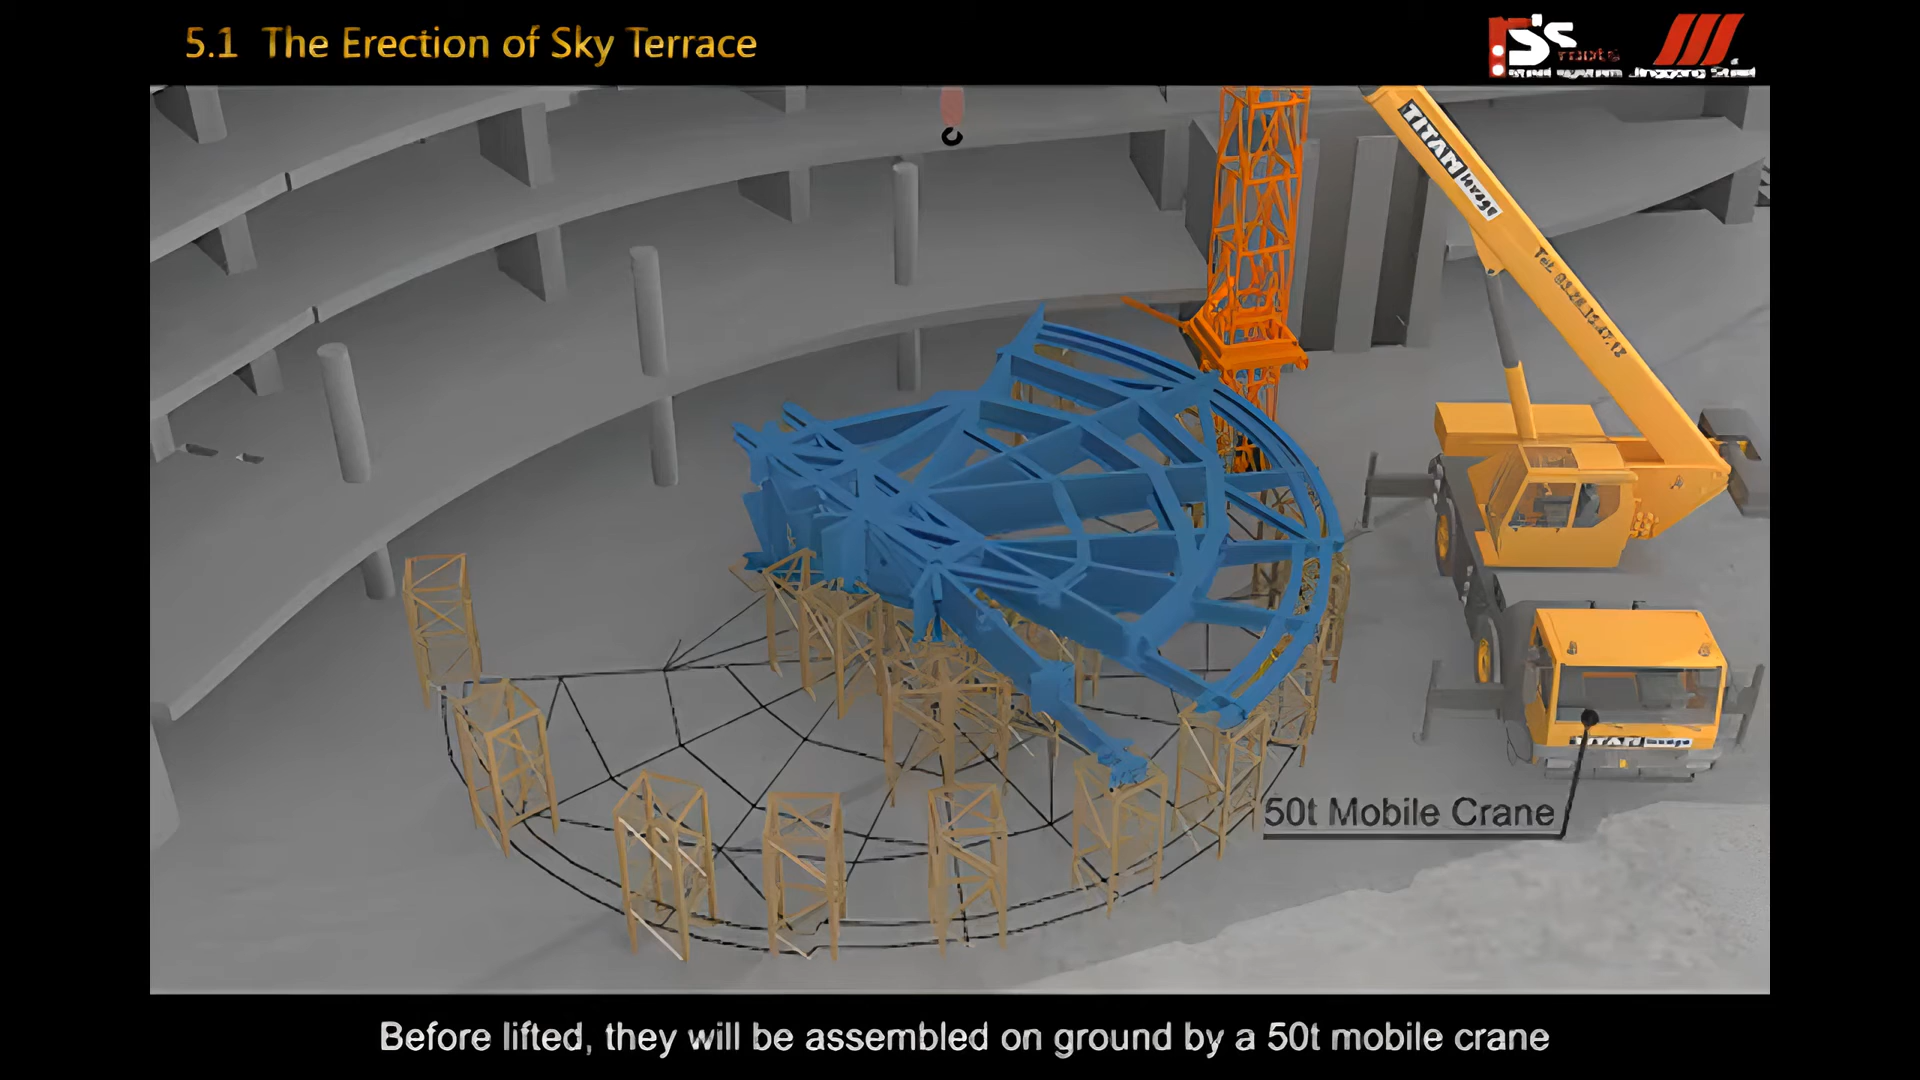 5.1 The Erection of Sky Terrace
TITAN
50t Mobile Crane
TITAN
Before lifted, they will be assembled on ground by a 50t mobile crane